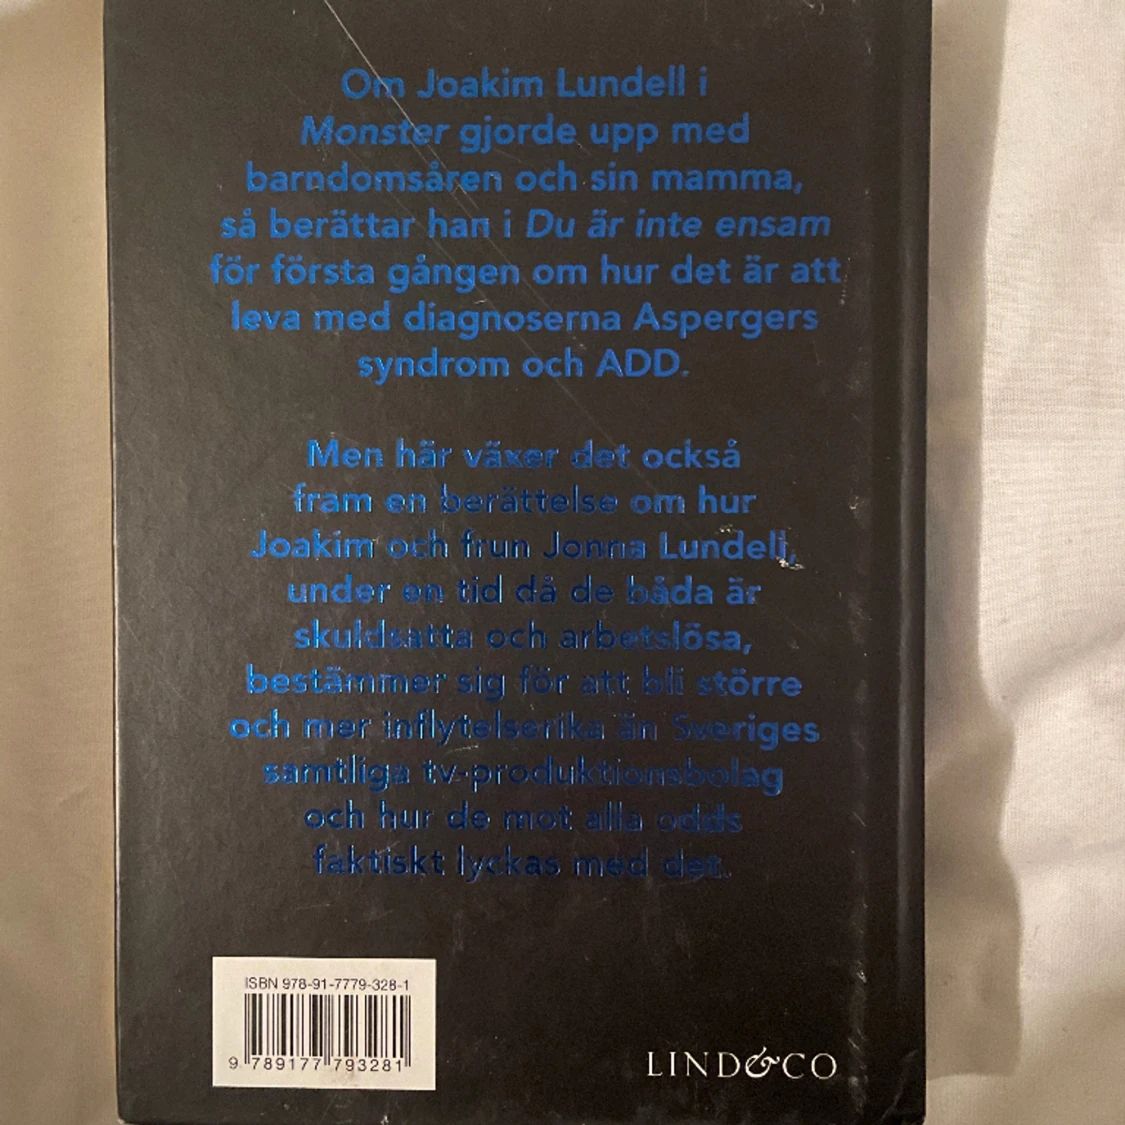 Om Joakim Lundell i
Monster gjorde upp med
barndomsåren och sin mamma,
så berättar han i Du är inte ensam
för första gången om hur det är att
leva med diagnoserna Aspergers
syndrom och ADD.
Men här växer det också
fram en berättelse om hur
Joakim och frun Jonna Lundell,
under en tid då de båda är
skuldsatta och arbetslösa,
bestämmer sig för att bli större
och mer inflytelserika än Sveriges
samtliga tv-produktionsbolag
och hur de mot alla odds
faktiskt lyckas med det.
ISBN 978-91-7779-328-1
9 789177 793281
LIND&CO